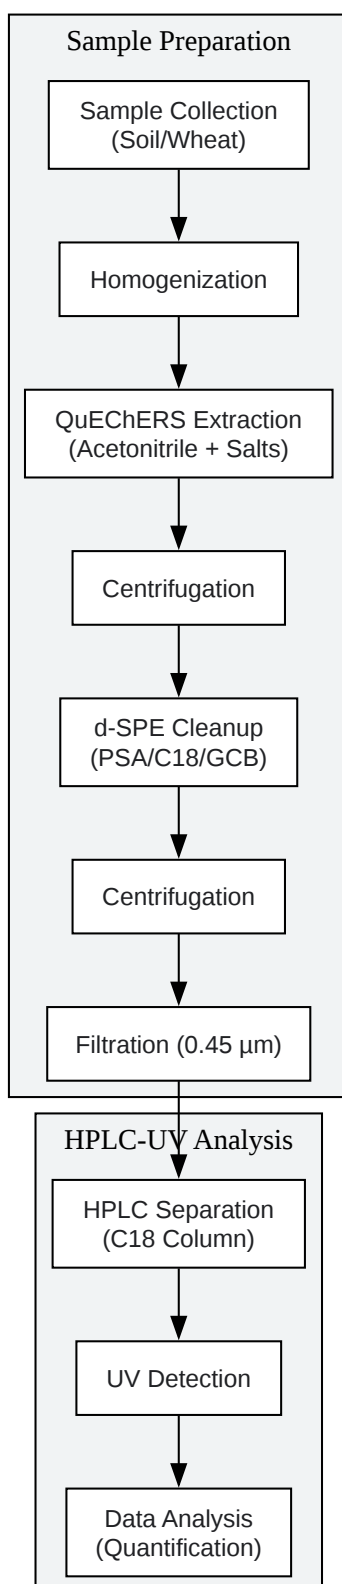 Sample Preparation
Sample Collection
(Soil/Wheat)
Homogenization
QuEChERS Extraction
(Acetonitrile + Salts)
Centrifugation
d-SPE Cleanup
(PSA/C18/GCB)
Centrifugation
Filtration (0.45 µm)
HPLC-UV Analysis
HPLC Separation
(C18 Column)
UV Detection
Data Analysis
(Quantification)